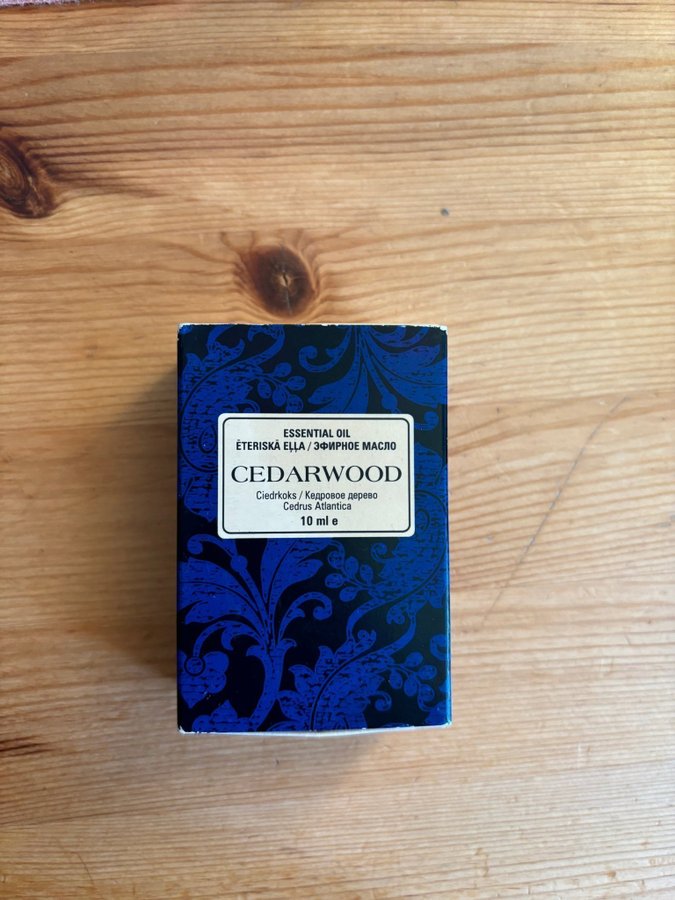 ESSENTIAL OIL
ĒTERISKĀ EĻĻA / ЭФИРНОЕ МАСЛО
CEDARWOOD
Ciedrkoks / Кедровое дерево
Cedrus Atlantica
10 ml e